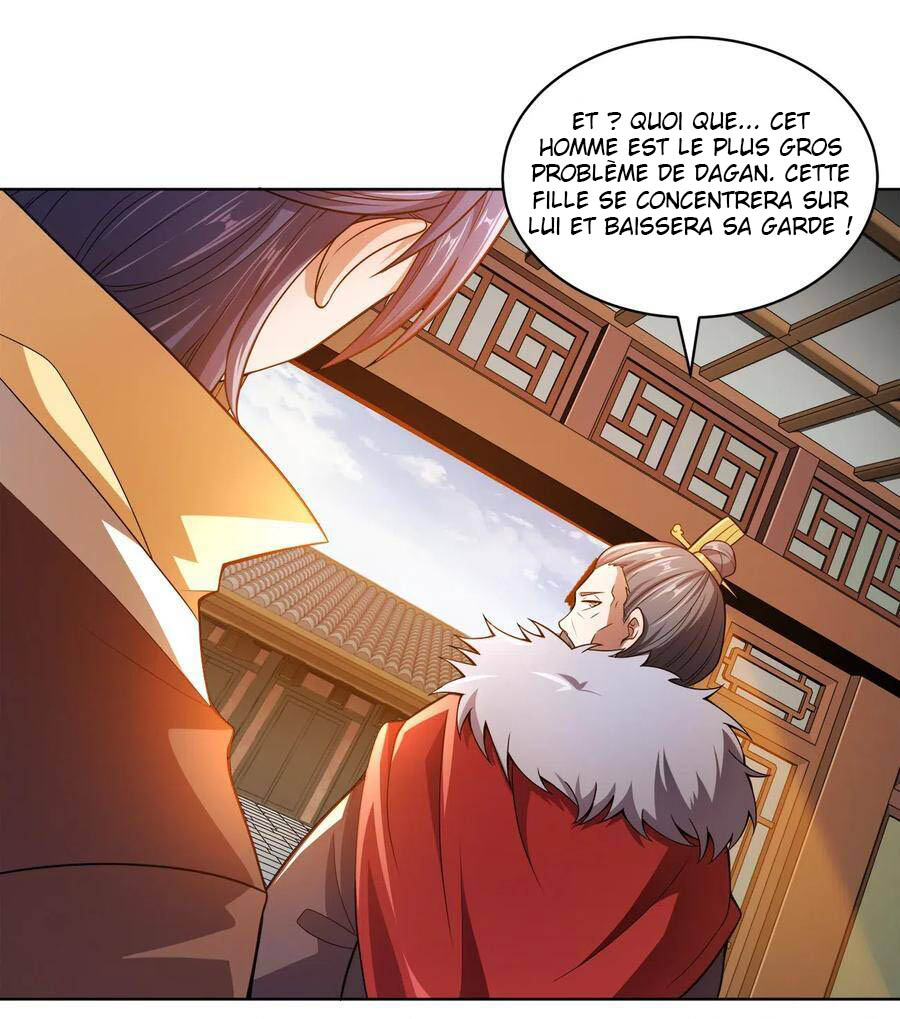 ET ? QUOI QUE... CET
HOMME EST LE PLUS GROS
PROBLÈME DE DAGAN. CETTE
FILLE SE CONCENTRERA SUR
LUI ET BAISSERA SA GARDE !